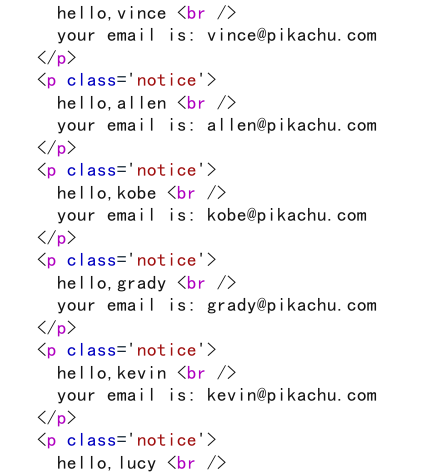 hello,vince <br />
your email is: vince@pikachu.com
</p>
<p class='notice'>
hello,allen <br />
your email is: allen@pikachu.com
</p>
<p class='notice'>
hello,kobe <br />
your email is: kobe@pikachu.com
</p>
<p class='notice'>
hello,grady <br />
your email is: grady@pikachu.com
</p>
<p class='notice'>
hello,kevin <br />
your email is: kevin@pikachu.com
</p>
<p class='notice'>
hello,lucy <br />